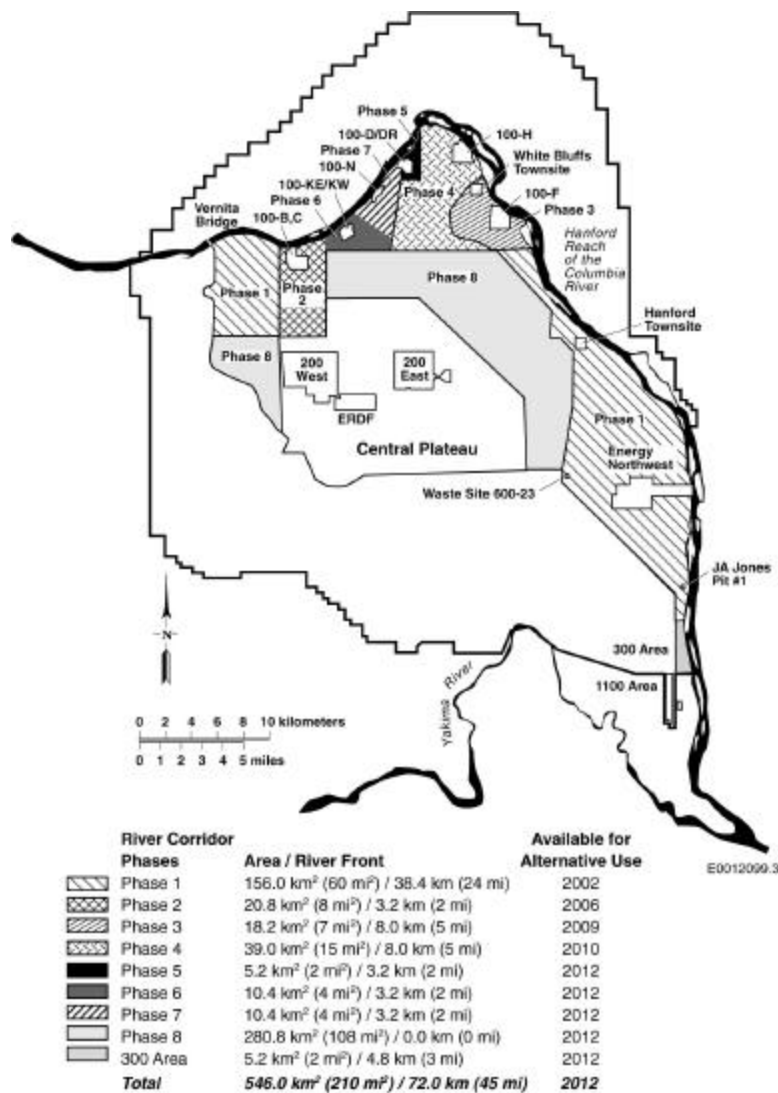 Phase 5
100-D/DR
Phase 7
100-N
100-KE/KW
Phase 6
100-B,C
Vernita
Bridge
100-H
White Bluffs
Townsite
Phase 4
100-F
Phase 3
Hanford
Reach
of the
Columbia
River
Phase 1
Phase
2
Phase 8
Hanford
Townsite
Phase 8
200
West
200
East
ERDF
Phase 1
Central Plateau
Energy
Northwest
Waste Site 600-23
JA Jones
Pit #1
N
300 Area
1100 Area
Yakima River
0 2 4 6 8 10 kilometers
0 1 2 3 4 5 miles
E0012099.3
River Corridor Phases Area / River Front Available for Alternative Use
Phase 1 156.0 km² (60 mi²) / 38.4 km (24 mi) 2002
Phase 2 20.8 km² (8 mi²) / 3.2 km (2 mi) 2006
Phase 3 18.2 km² (7 mi²) / 8.0 km (5 mi) 2009
Phase 4 39.0 km² (15 mi²) / 8.0 km (5 mi) 2010
Phase 5 5.2 km² (2 mi²) / 3.2 km (2 mi) 2012
Phase 6 10.4 km² (4 mi²) / 3.2 km (2 mi) 2012
Phase 7 10.4 km² (4 mi²) / 3.2 km (2 mi) 2012
Phase 8 280.8 km² (108 mi²) / 0.0 km (0 mi) 2012
300 Area 5.2 km² (2 mi²) / 4.8 km (3 mi) 2012
Total 546.0 km² (210 mi²) / 72.0 km (45 mi) 2012